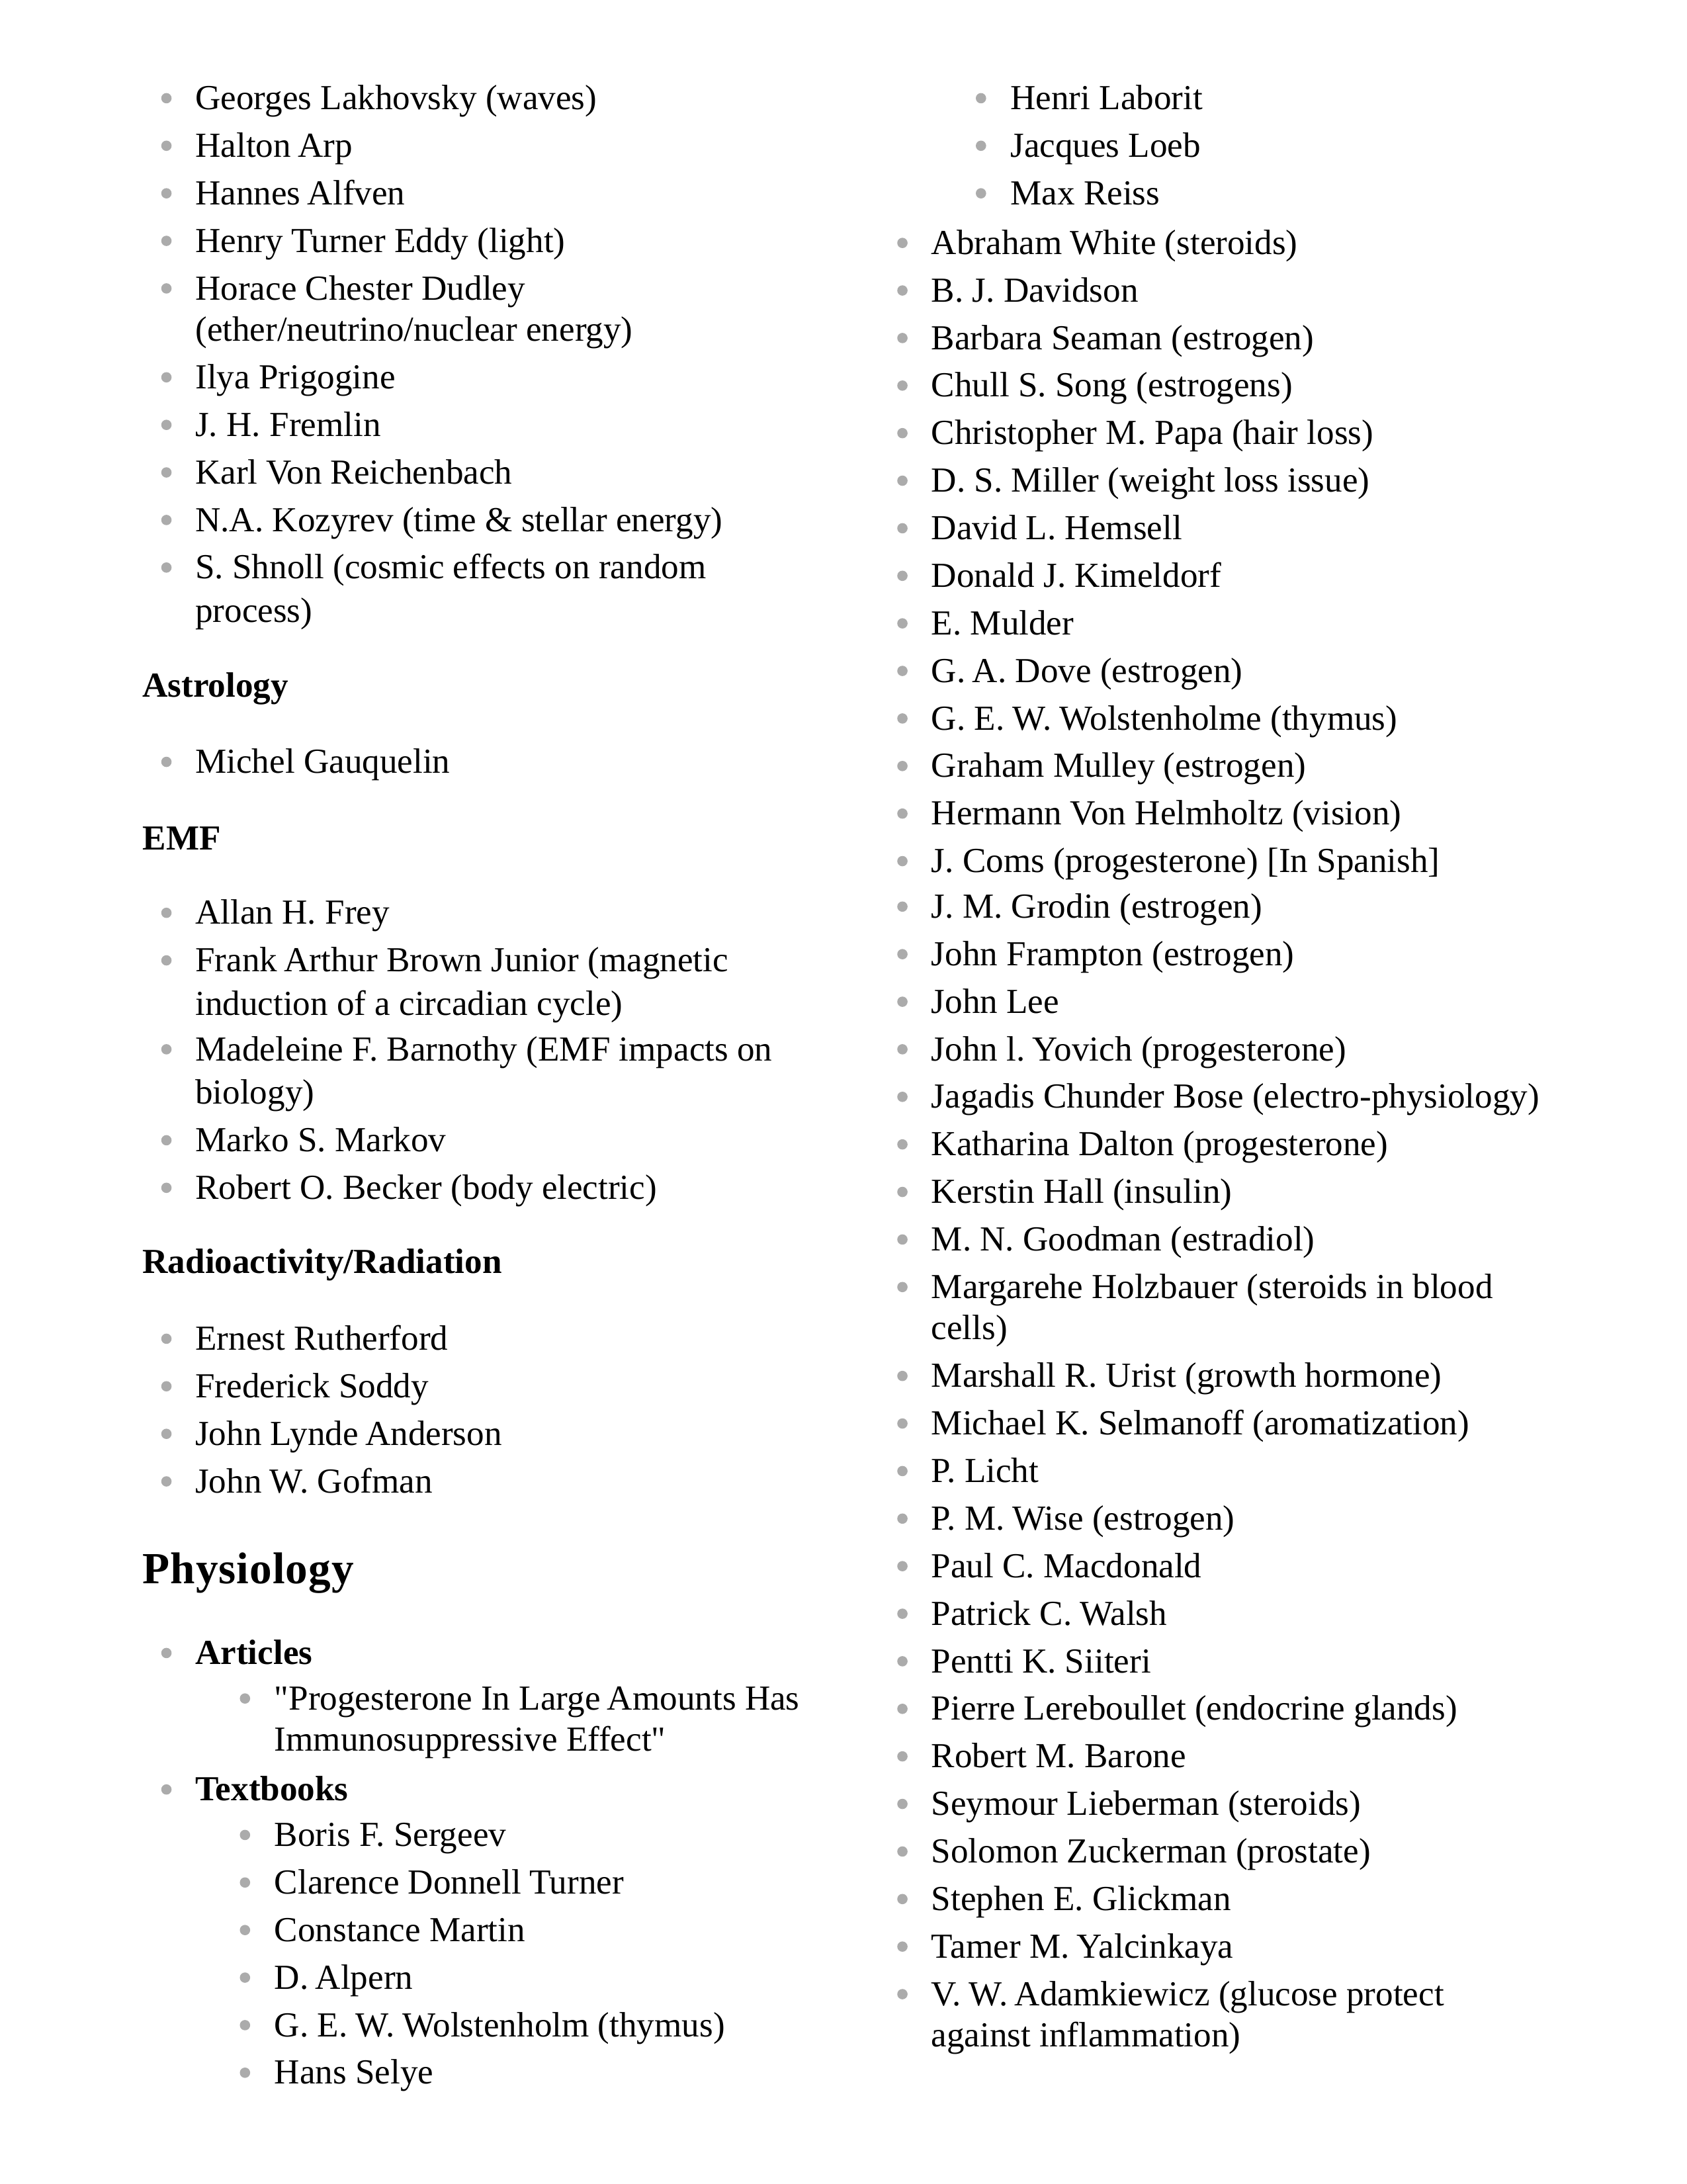 Georges Lakhovsky (waves)
Halton Arp
Hannes Alfven
Henry Turner Eddy (light)
Horace Chester Dudley
(ether/neutrino/nuclear energy)
Ilya Prigogine
J. H. Fremlin
Karl Von Reichenbach
N.A. Kozyrev (time & stellar energy)
S. Shnoll (cosmic effects on random
process)
Astrology
Michel Gauquelin
EMF
Allan H. Frey
Frank Arthur Brown Junior (magnetic
induction of a circadian cycle)
Madeleine F. Barnothy (EMF impacts on
biology)
Marko S. Markov
Robert O. Becker (body electric)
Radioactivity/Radiation
Ernest Rutherford
Frederick Soddy
John Lynde Anderson
John W. Gofman
Physiology
Articles
"Progesterone In Large Amounts Has
Immunosuppressive Effect"
Textbooks
Boris F. Sergeev
Clarence Donnell Turner
Constance Martin
D. Alpern
G. E. W. Wolstenholm (thymus)
Hans Selye
Henri Laborit
Jacques Loeb
Max Reiss
Abraham White (steroids)
B. J. Davidson
Barbara Seaman (estrogen)
Chull S. Song (estrogens)
Christopher M. Papa (hair loss)
D. S. Miller (weight loss issue)
David L. Hemsell
Donald J. Kimeldorf
E. Mulder
G. A. Dove (estrogen)
G. E. W. Wolstenholme (thymus)
Graham Mulley (estrogen)
Hermann Von Helmholtz (vision)
J. Coms (progesterone) [In Spanish]
J. M. Grodin (estrogen)
John Frampton (estrogen)
John Lee
John l. Yovich (progesterone)
Jagadis Chunder Bose (electro-physiology)
Katharina Dalton (progesterone)
Kerstin Hall (insulin)
M. N. Goodman (estradiol)
Margarehe Holzbauer (steroids in blood
cells)
Marshall R. Urist (growth hormone)
Michael K. Selmanoff (aromatization)
P. Licht
P. M. Wise (estrogen)
Paul C. Macdonald
Patrick C. Walsh
Pentti K. Siiteri
Pierre Lereboullet (endocrine glands)
Robert M. Barone
Seymour Lieberman (steroids)
Solomon Zuckerman (prostate)
Stephen E. Glickman
Tamer M. Yalcinkaya
V. W. Adamkiewicz (glucose protect
against inflammation)